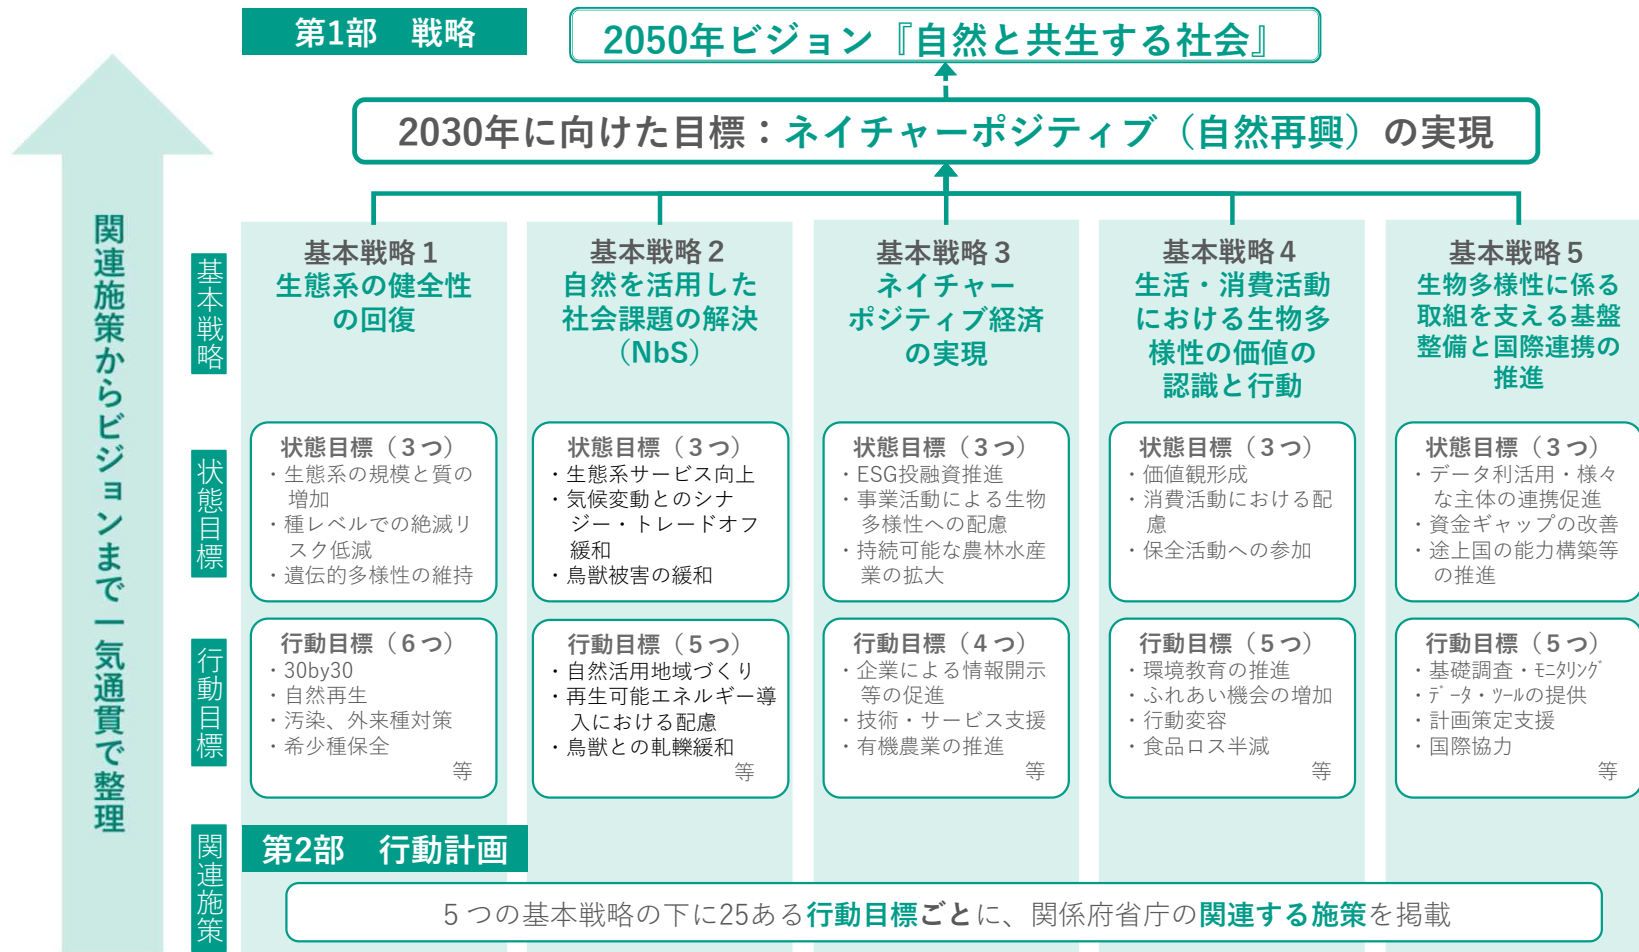 第1部 戦略
2050年ビジョン『自然と共生する社会』
2030年に向けた目標：ネイチャーポジティブ（自然再興）の実現
関連施策からビジョンまで一気通貫で整理
基本戦略
基本戦略1
生態系の健全性
の回復
基本戦略2
自然を活用した
社会課題の解決
（NbS）
基本戦略3
ネイチャー
ポジティブ経済
の実現
基本戦略4
生活・消費活動
における生物多
様性の価値の
認識と行動
基本戦略5
生物多様性に係る
取組を支える基盤
整備と国際連携の
推進
状態目標
状態目標（3つ）
・生態系の規模と質の
増加
・種レベルでの絶滅リ
スク低減
・遺伝的多様性の維持
状態目標（3つ）
・生態系サービス向上
・気候変動とのシナ
ジー・トレードオフ
緩和
・鳥獣被害の緩和
状態目標（3つ）
・ESG投融資推進
・事業活動による生物
多様性への配慮
・持続可能な農林水産
業の拡大
状態目標（3つ）
・価値観形成
・消費活動における配
慮
・保全活動への参加
状態目標（3つ）
・データ利活用・様々
な主体の連携促進
・資金ギャップの改善
・途上国の能力構築等
の推進
行動目標
行動目標（6つ）
・30by30
・自然再生
・汚染、外来種対策
・希少種保全
等
行動目標（5つ）
・自然活用地域づくり
・再生可能エネルギー導
入における配慮
・鳥獣との軋轢緩和
等
行動目標（4つ）
・企業による情報開示
等の促進
・技術・サービス支援
・有機農業の推進
等
行動目標（5つ）
・環境教育の推進
・ふれあい機会の増加
・行動変容
・食品ロス半減
等
行動目標（5つ）
・基礎調査・ﾓﾆﾀﾘﾝｸﾞ
・ﾃﾞｰﾀ・ﾂｰﾙの提供
・計画策定支援
・国際協力
等
関連施策
第2部 行動計画
5つの基本戦略の下に25ある行動目標ごとに、関係府省庁の関連する施策を掲載